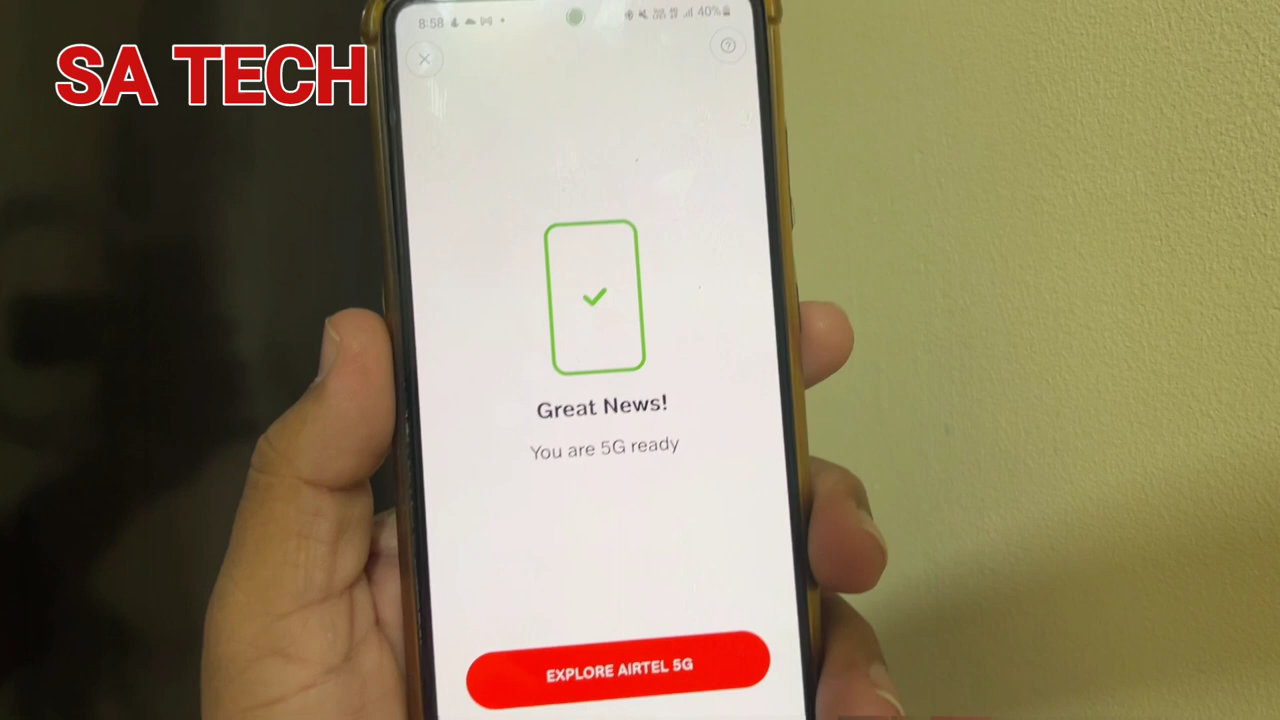 SA TECH
8:58
40%
Great News!
You are 5G ready
EXPLORE AIRTEL 5G